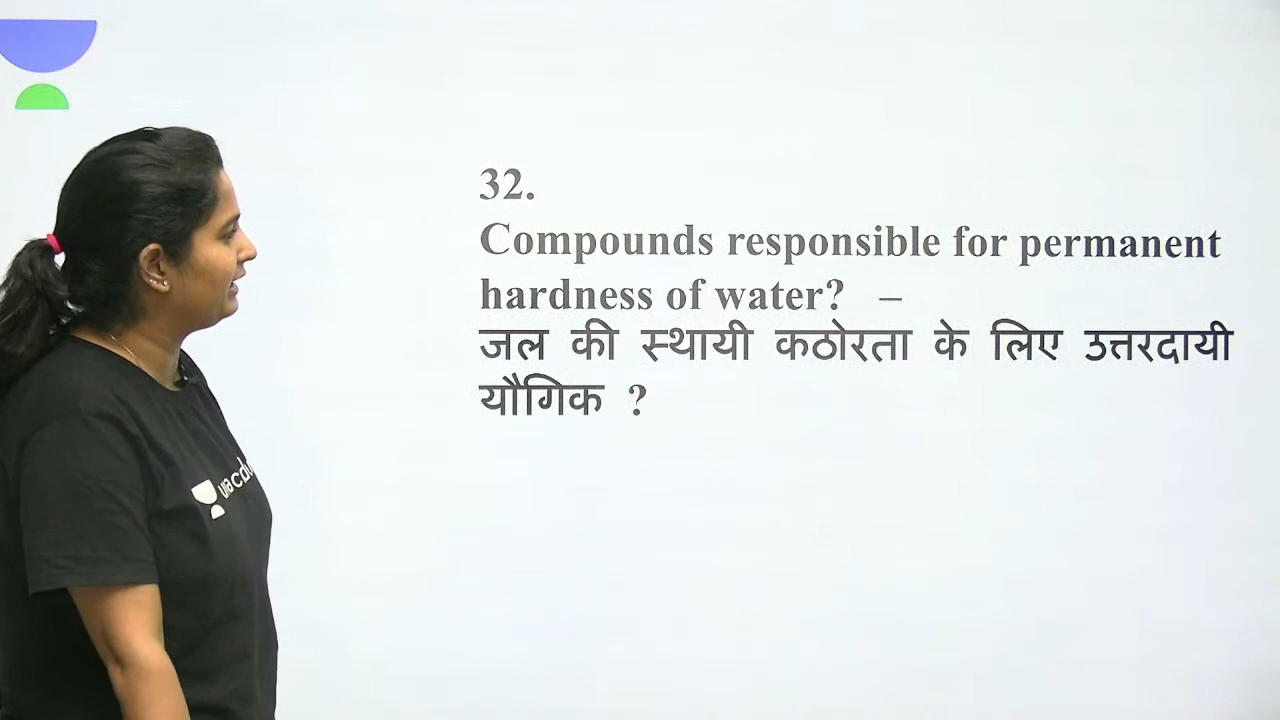 32.
Compounds responsible for permanent
hardness of water? –
जल की स्थायी कठोरता के लिए उत्तरदायी
यौगिक ?